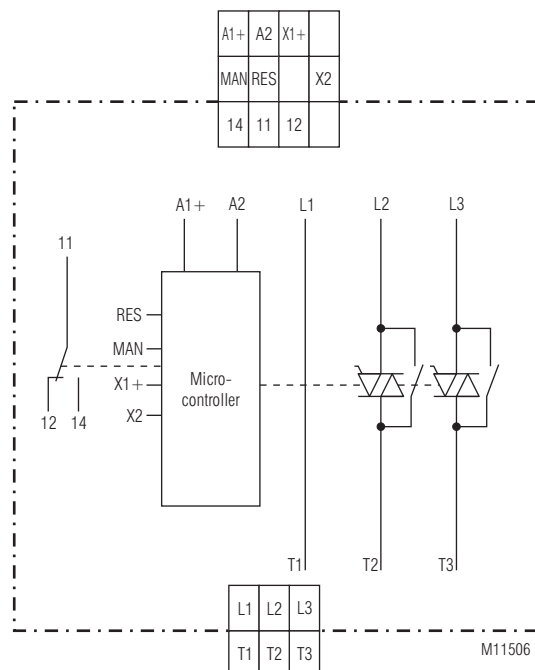 A1+ A2 X1+
MAN RES X2
14 11 12
A1+ A2 L1 L2 L3
11
RES
MAN
X1+
X2
Micro-
controller
12 14
T1 T2 T3
L1 L2 L3
T1 T2 T3
M11506